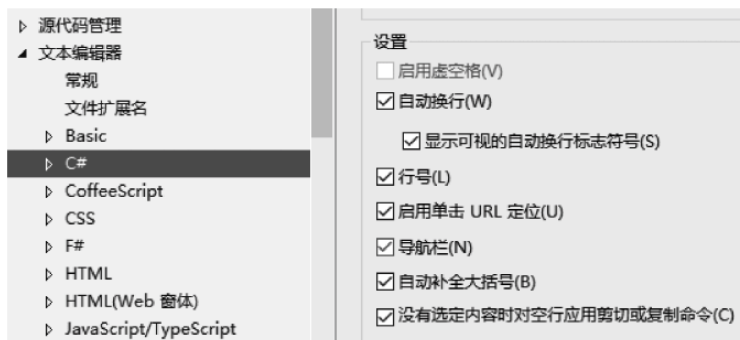 源代码管理
文本编辑器
常规
文件扩展名
Basic
C#
CoffeeScript
CSS
F#
HTML
HTML(Web 窗体)
JavaScript/TypeScript
设置
启用虚空格(V)
自动换行(W)
显示可视的自动换行标志符号(S)
行号(L)
启用单击 URL 定位(U)
导航栏(N)
自动补全大括号(B)
没有选定内容时对空行应用剪切或复制命令(C)